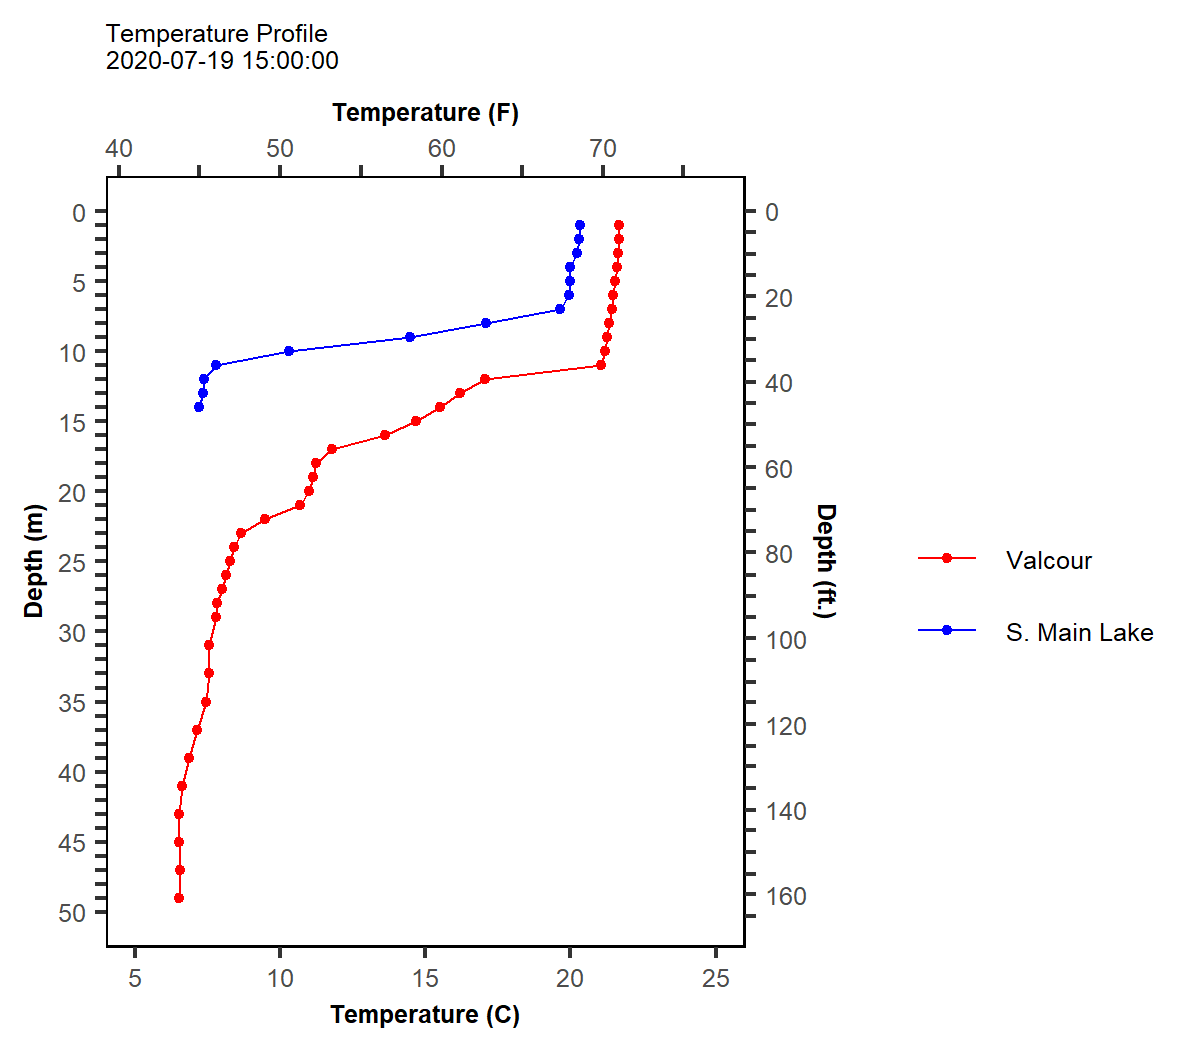 Temperature Profile
2020-07-19 15:00:00
Temperature (F)
40 50 60 70
0
5
10
15
20
25
30
35
40
45
50
Depth (m)
0
20
40
60
80
100
120
140
160
Depth (ft.)
Valcour
S. Main Lake
5 10 15 20 25
Temperature (C)